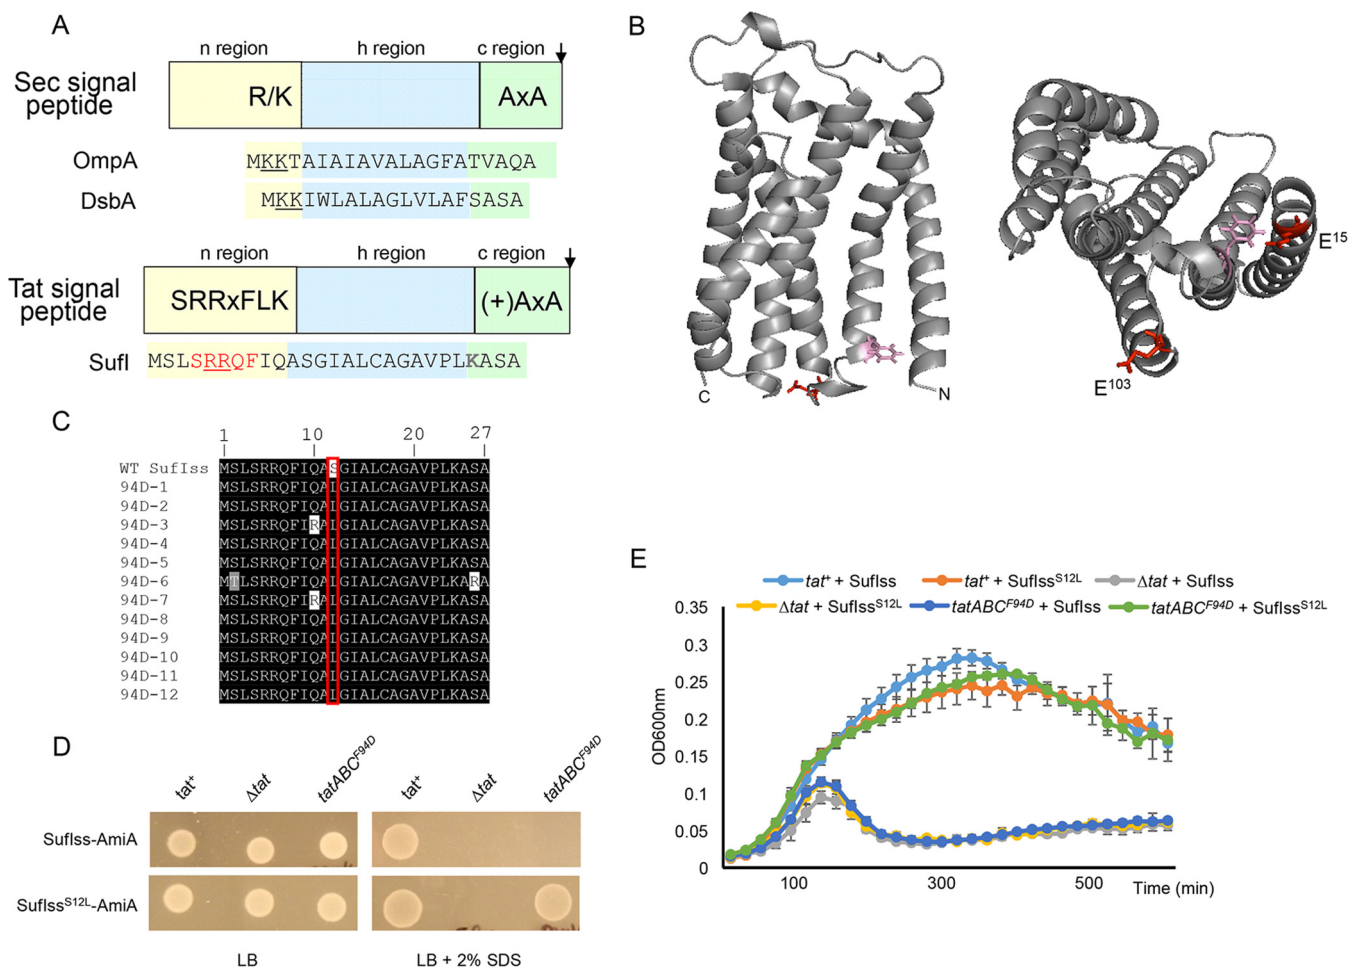 A
n region h region c region
Sec signal peptide
R/K AxA
OmpA MKKTAIAIAVALAGFATVAQA
DsbA MKKIWLALAGLVLAFSASA
n region h region c region
Tat signal peptide
SRRxFLK (+)AxA
SufI MSLSRRQFIQASGIALCAGAVPLKASA
B
C N
E15
E103
C
1 10 20 27
WT SufIss MSLSRRQFIQASGIALCAGAVPLKASA
94D-1 MSLSRRQFIQALGIALCAGAVPLKASA
94D-2 MSLSRRQFIQALGIALCAGAVPLKASA
94D-3 MSLSRRQFIRALGIALCAGAVPLKASA
94D-4 MSLSRRQFIQALGIALCAGAVPLKASA
94D-5 MSLSRRQFIQALGIALCAGAVPLKASA
94D-6 MTLSRRQFIQALGIALCAGAVPLKARA
94D-7 MSLSRRQFIRALGIALCAGAVPLKASA
94D-8 MSLSRRQFIQALGIALCAGAVPLKASA
94D-9 MSLSRRQFIQALGIALCAGAVPLKASA
94D-10 MSLSRRQFIQALGIALCAGAVPLKASA
94D-11 MSLSRRQFIQALGIALCAGAVPLKASA
94D-12 MSLSRRQFIQALGIALCAGAVPLKASA
D
tat+ Δtat tatABCF94D tat+ Δtat tatABCF94D
SufIss-AmiA
SufIssS12L-AmiA
LB LB + 2% SDS
E
tat+ + SufIss tat+ + SufIssS12L Δtat + SufIss
Δtat + SufIssS12L tatABCF94D + SufIss tatABCF94D + SufIssS12L
OD600nm
0.35
0.3
0.25
0.2
0.15
0.1
0.05
0
100 300 500 Time (min)